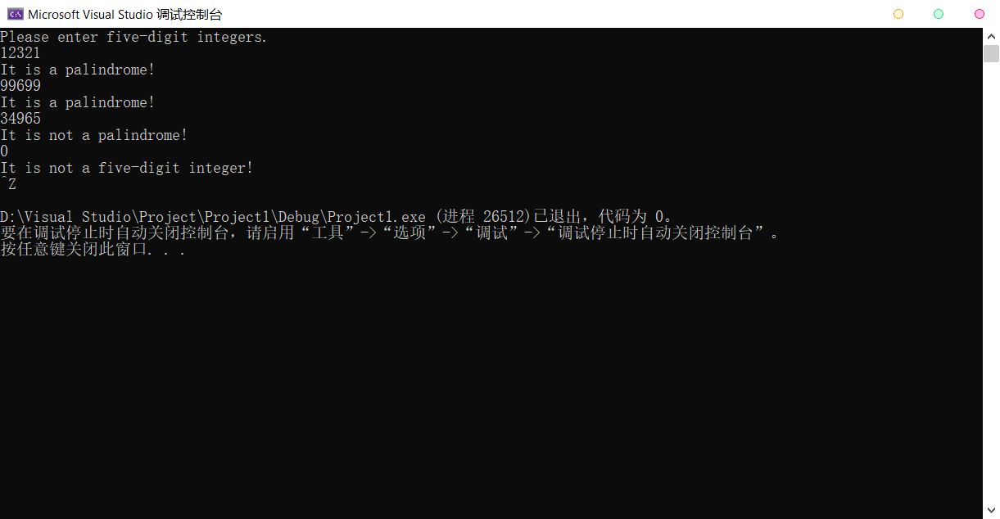 Microsoft Visual Studio 调试控制台
Please enter five-digit integers.
12321
It is a palindrome!
99699
It is a palindrome!
34965
It is not a palindrome!
0
It is not a five-digit integer!
^Z
D:\Visual Studio\Project\Project1\Debug\Project1.exe (进程 26512)已退出，代码为 0。
要在调试停止时自动关闭控制台，请启用“工具”->“选项”->“调试”->“调试停止时自动关闭控制台”。
按任意键关闭此窗口. . .